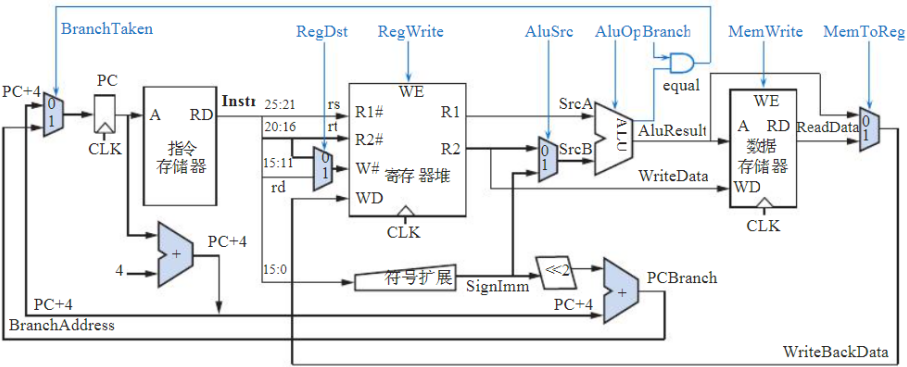 BranchTaken
RegDst
RegWrite
AluSrc
AluOp
Branch
MemWrite
MemToReg
PC+4
0
1
PC
CLK
A
RD
指令
存储器
Instr
25:21
rs
20:16
rt
15:11
rd
15:0
0
1
WE
R1#
R2#
W#
WD
R1
R2
寄存器堆
CLK
0
1
SrcA
SrcB
ALU
equal
AluResult
WriteData
WE
A
RD
数据
存储器
WD
CLK
ReadData
0
1
4
+
PC+4
符号扩展
SignImm
<<2
+
PCBranch
PC+4
PC+4
BranchAddress
WriteBackData